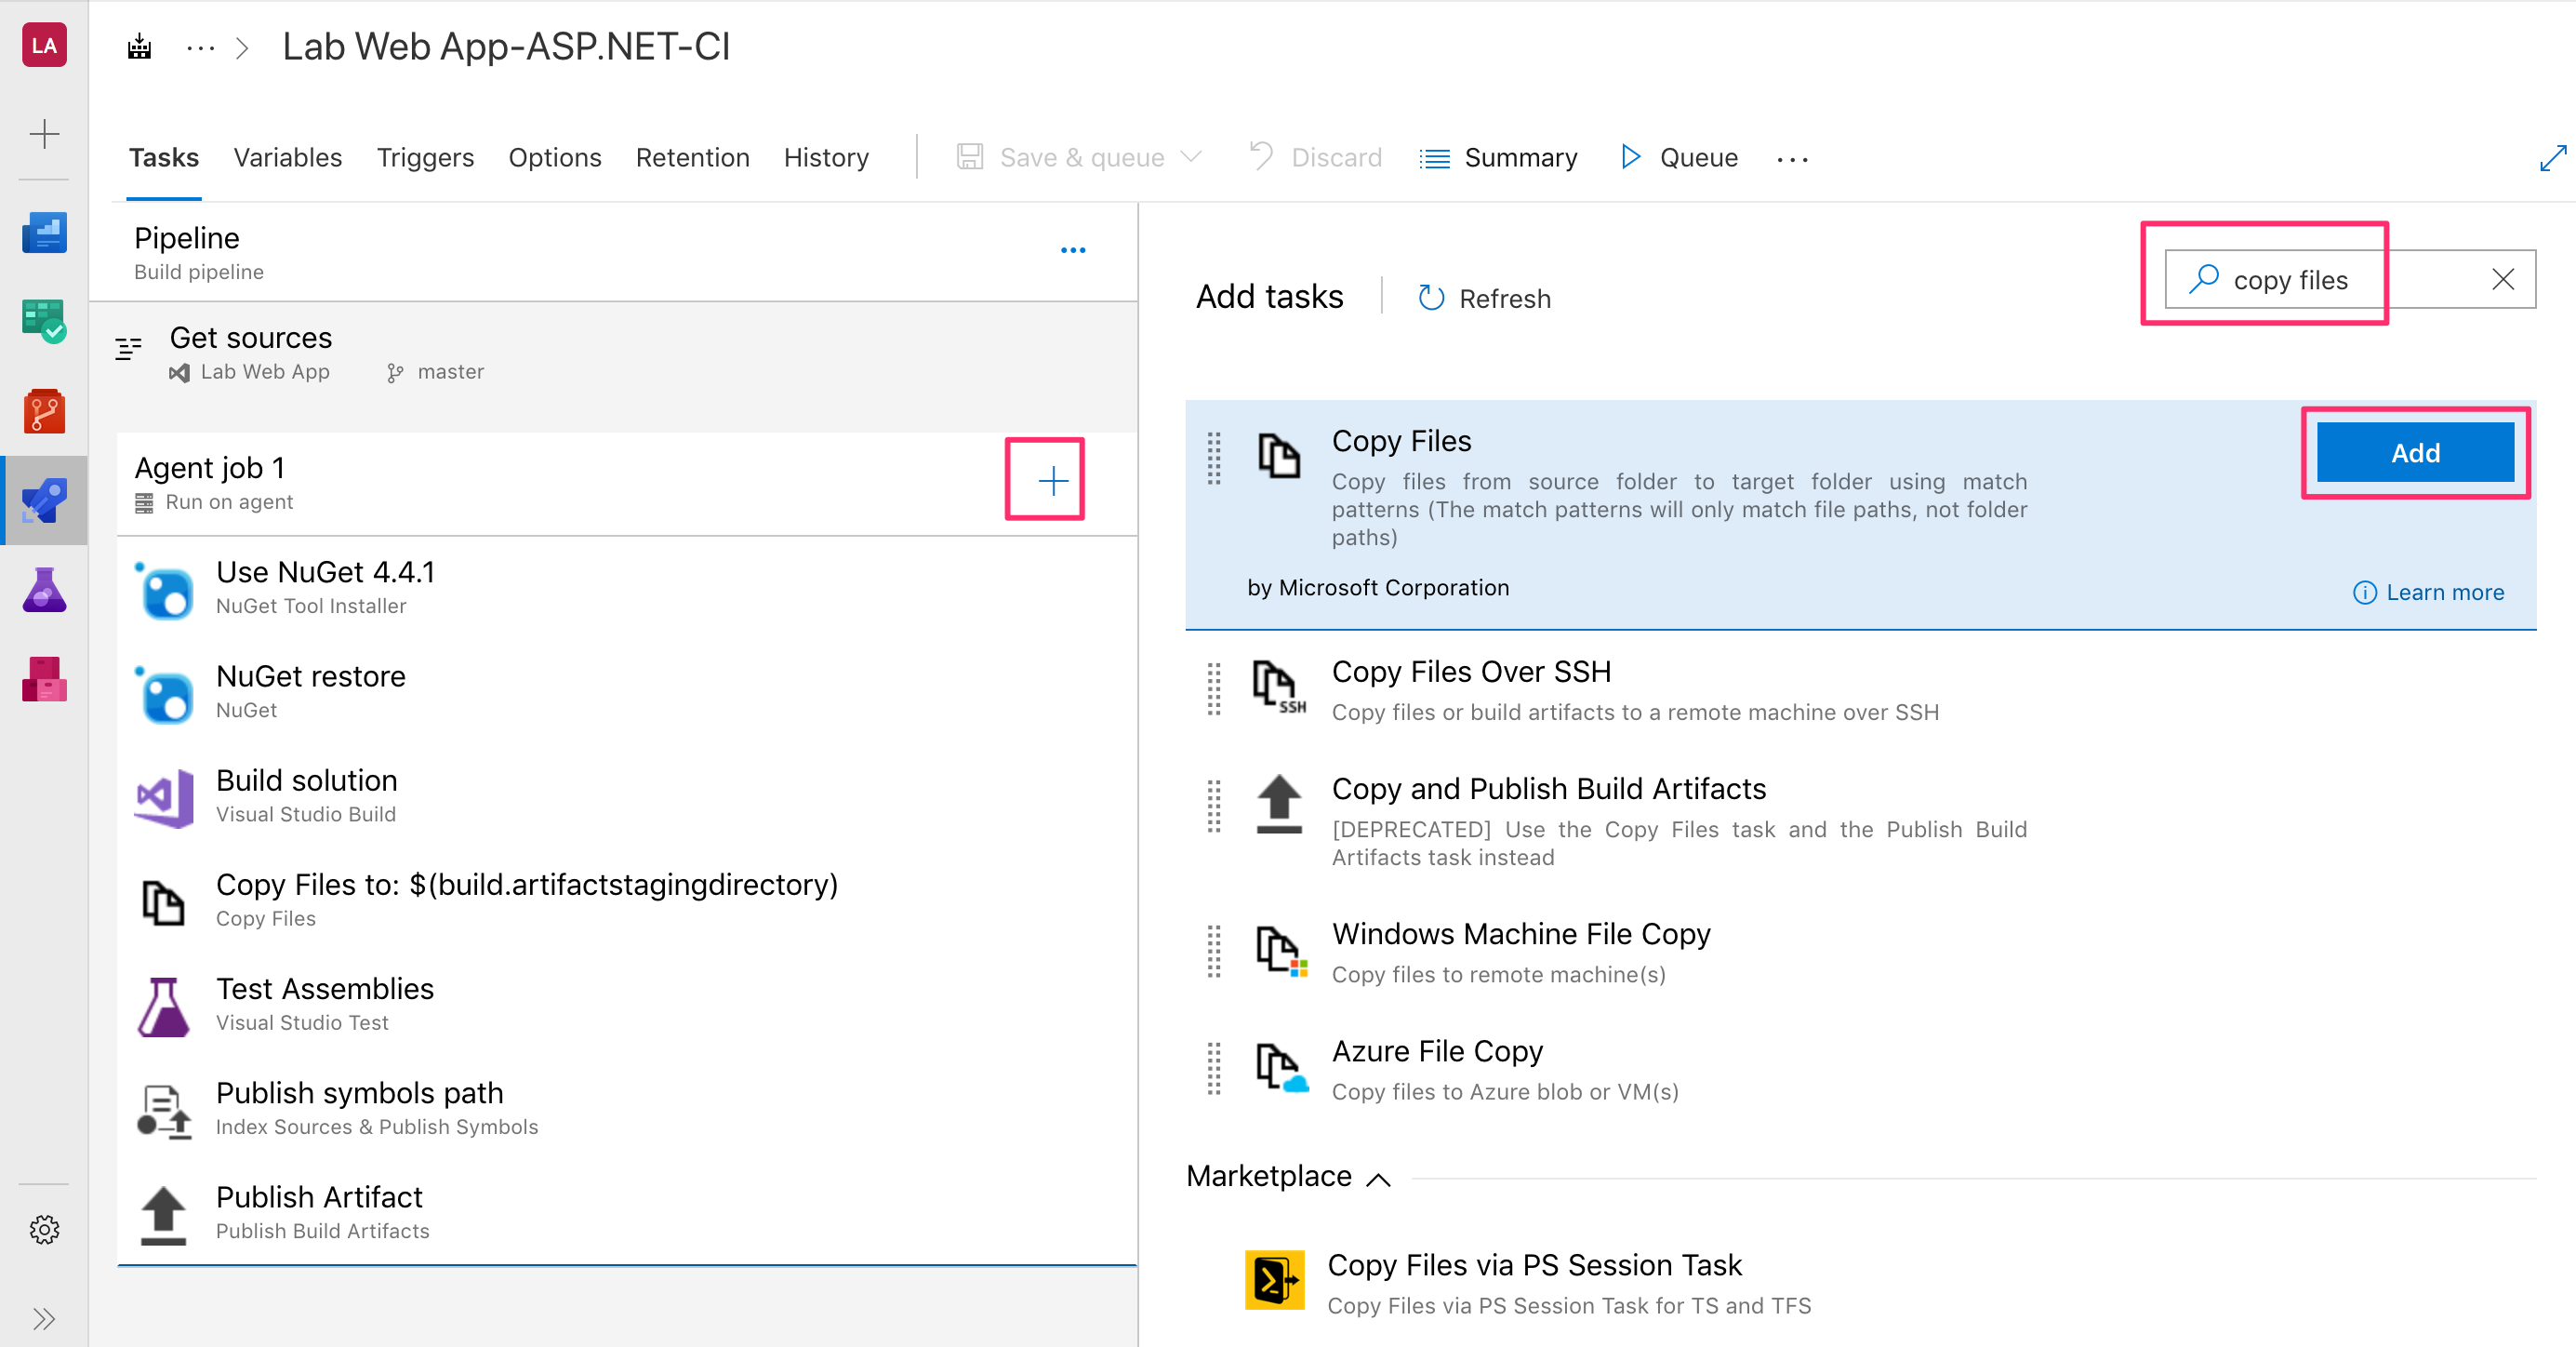 LA
Lab Web App-ASP.NET-CI
Tasks Variables Triggers Options Retention History Save & queue Discard Summary Queue
Pipeline
Build pipeline
Get sources
Lab Web App master
Agent job 1
Run on agent
Use NuGet 4.4.1
NuGet Tool Installer
NuGet restore
NuGet
Build solution
Visual Studio Build
Copy Files to: $(build.artifactstagingdirectory)
Copy Files
Test Assemblies
Visual Studio Test
Publish symbols path
Index Sources & Publish Symbols
Publish Artifact
Publish Build Artifacts
Add tasks Refresh
copy files
Copy Files
Add
Copy files from source folder to target folder using match
patterns (The match patterns will only match file paths, not folder
paths)
by Microsoft Corporation
Learn more
Copy Files Over SSH
SSH
Copy files or build artifacts to a remote machine over SSH
Copy and Publish Build Artifacts
[DEPRECATED] Use the Copy Files task and the Publish Build
Artifacts task instead
Windows Machine File Copy
Copy files to remote machine(s)
Azure File Copy
Copy files to Azure blob or VM(s)
Marketplace
Copy Files via PS Session Task
Copy Files via PS Session Task for TS and TFS